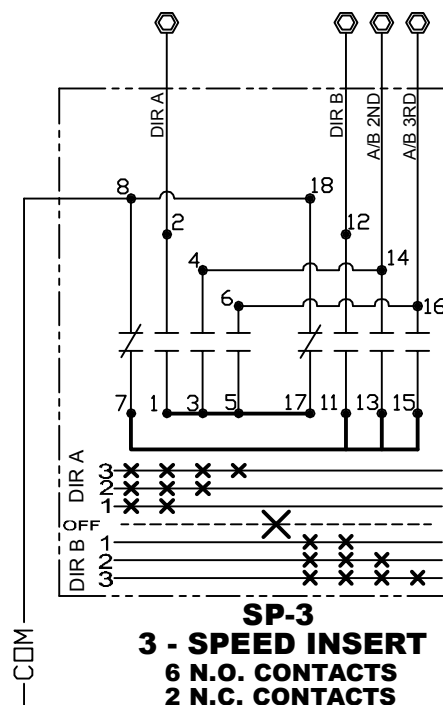 DIR A
DIR B
A/B 2ND
A/B 3RD
8
18
2
12
4
14
6
16
7
1
3
5
17
11
13
15
DIR A
3
2
1
OFF
DIR B
1
2
3
COM
SP-3
3 - SPEED INSERT
6 N.O. CONTACTS
2 N.C. CONTACTS